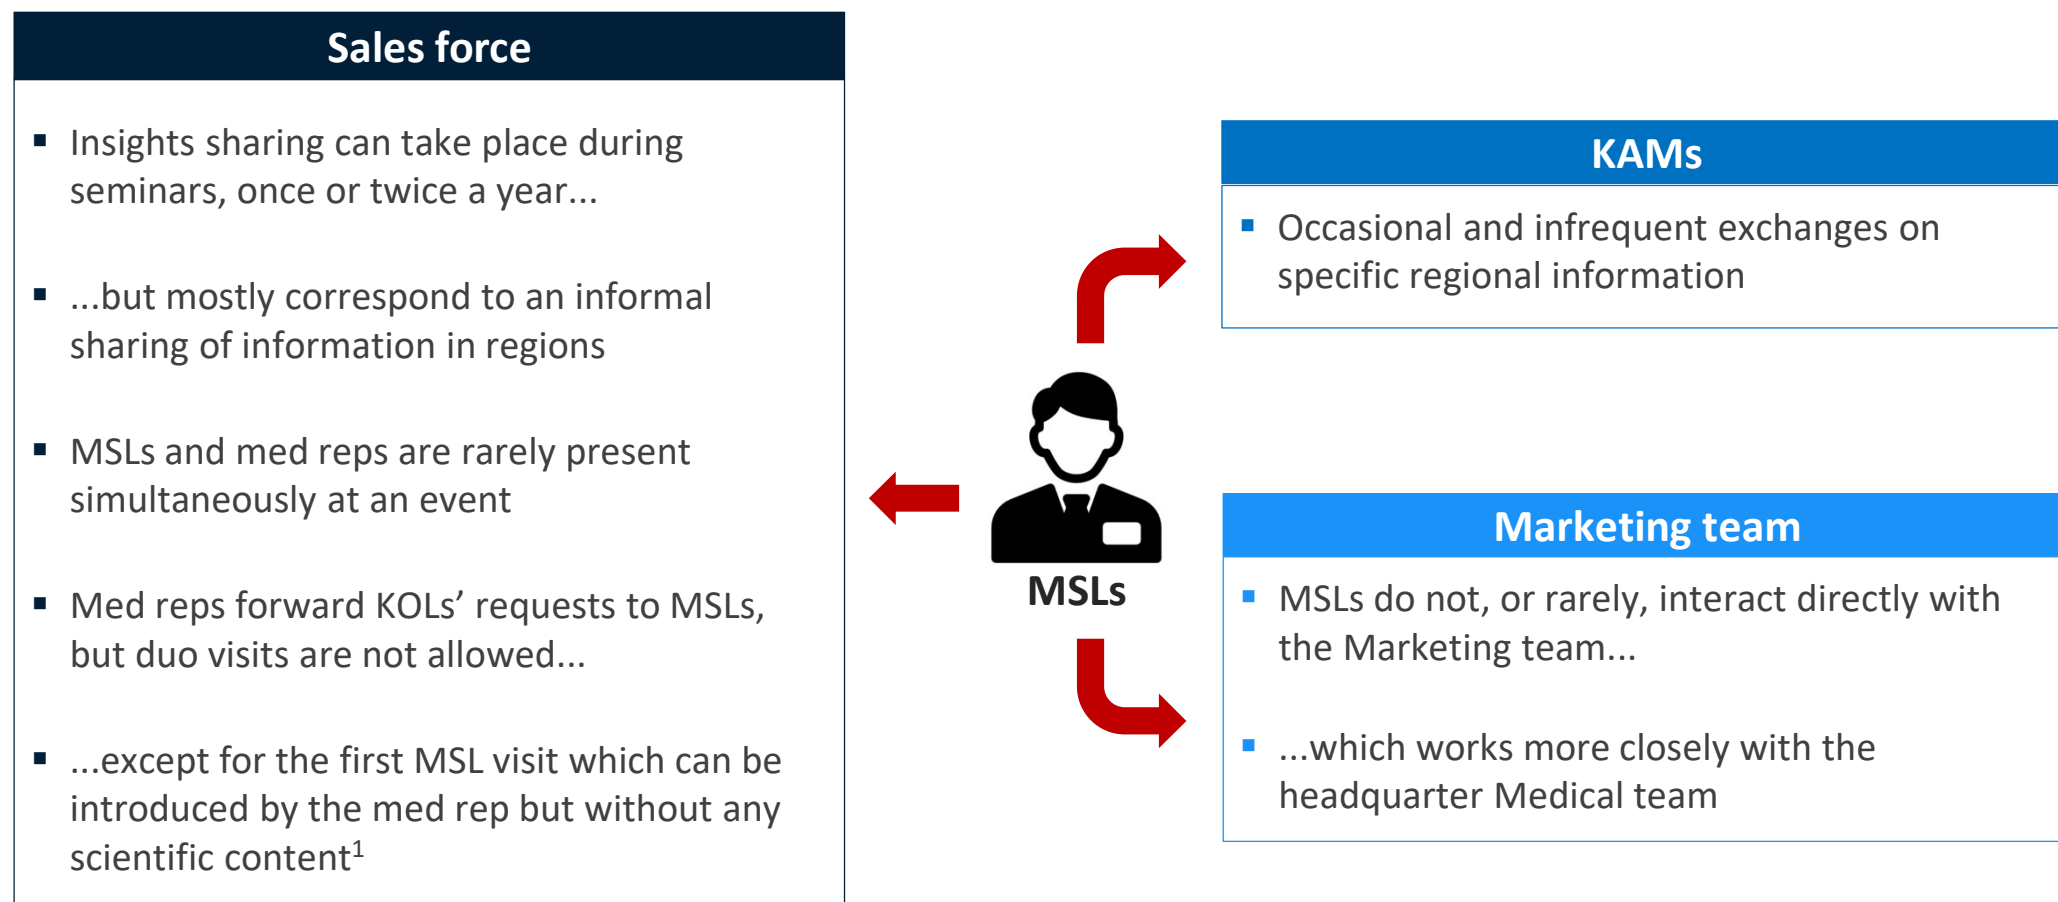 Sales force
▪ Insights sharing can take place during
seminars, once or twice a year...
▪ ...but mostly correspond to an informal
sharing of information in regions
▪ MSLs and med reps are rarely present
simultaneously at an event
▪ Med reps forward KOLs’ requests to MSLs,
but duo visits are not allowed...
▪ ...except for the first MSL visit which can be
introduced by the med rep but without any
scientific content¹
MSLs
KAMs
▪ Occasional and infrequent exchanges on
specific regional information
Marketing team
▪ MSLs do not, or rarely, interact directly with
the Marketing team...
▪ ...which works more closely with the
headquarter Medical team